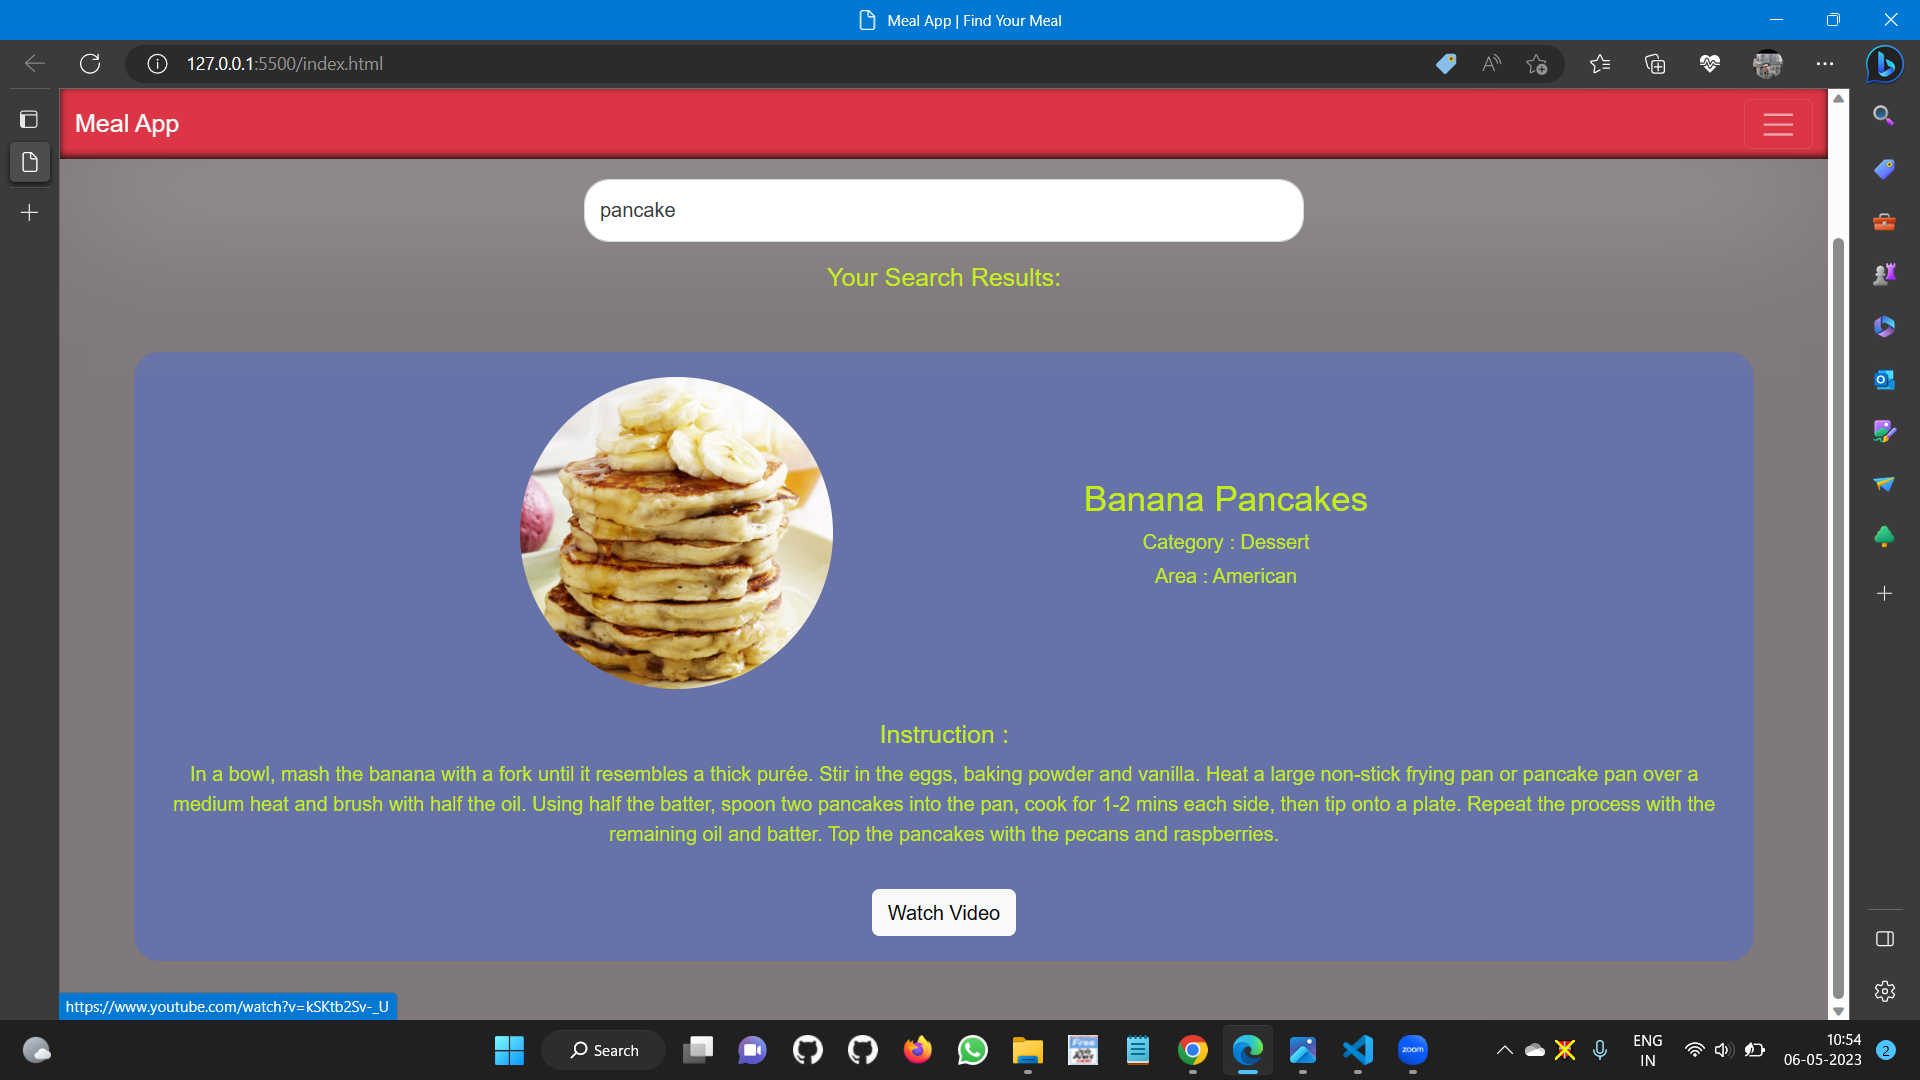 Meal App | Find Your Meal
127.0.0.1:5500/index.html
Meal App
pancake
Your Search Results:
Banana Pancakes
Category : Dessert
Area : American
Instruction :
In a bowl, mash the banana with a fork until it resembles a thick purée. Stir in the eggs, baking powder and vanilla. Heat a large non-stick frying pan or pancake pan over a
medium heat and brush with half the oil. Using half the batter, spoon two pancakes into the pan, cook for 1-2 mins each side, then tip onto a plate. Repeat the process with the
remaining oil and batter. Top the pancakes with the pecans and raspberries.
Watch Video
https://www.youtube.com/watch?v=kSKtb2Sv-_U
Search
zoom
ENG
IN
10:54
06-05-2023
2